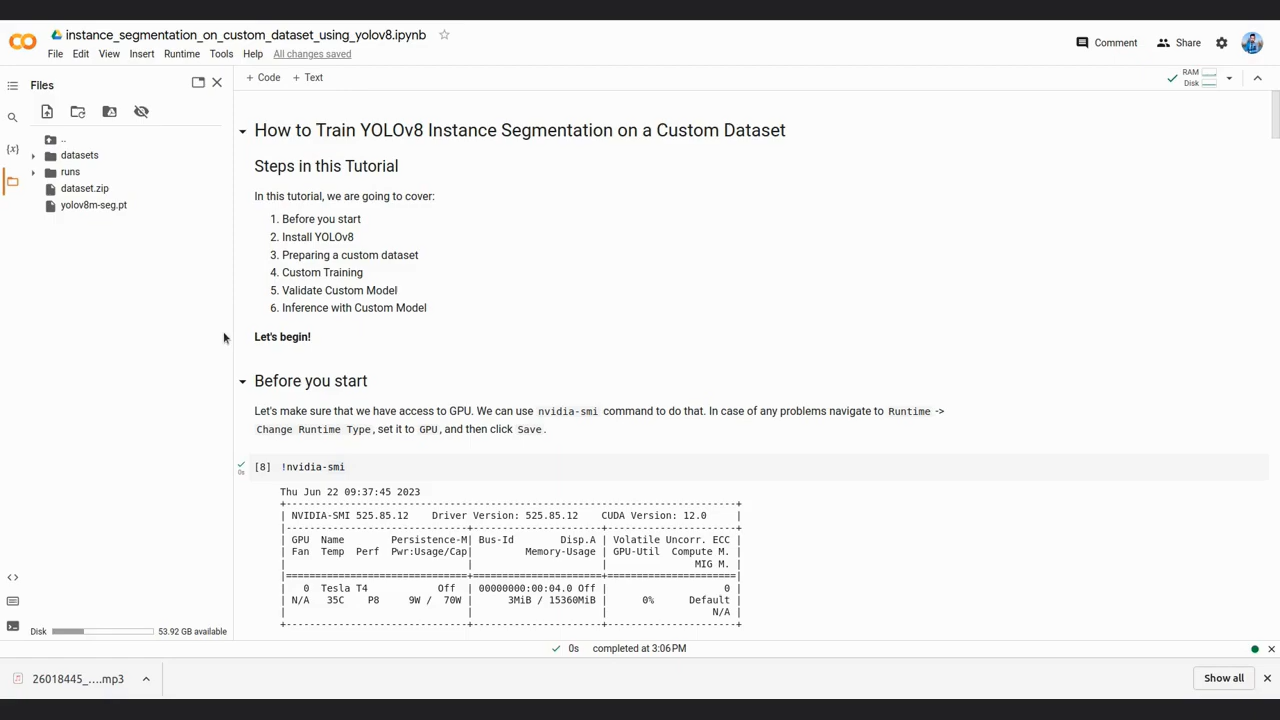 instance_segmentation_on_custom_dataset_using_yolov8.ipynb
File Edit View Insert Runtime Tools Help All changes saved
Comment Share
Files
+ Code + Text
RAM
Disk
..
datasets
runs
dataset.zip
yolov8m-seg.pt
How to Train YOLOv8 Instance Segmentation on a Custom Dataset
Steps in this Tutorial
In this tutorial, we are going to cover:
1. Before you start
2. Install YOLOv8
3. Preparing a custom dataset
4. Custom Training
5. Validate Custom Model
6. Inference with Custom Model
Let's begin!
Before you start
Let's make sure that we have access to GPU. We can use nvidia-smi command to do that. In case of any problems navigate to Runtime ->
Change Runtime Type, set it to GPU, and then click Save.
0s
[8] !nvidia-smi
Thu Jun 22 09:37:45 2023
+-----------------------------------------------------------------------------+
| NVIDIA-SMI 525.85.12    Driver Version: 525.85.12    CUDA Version: 12.0     |
|-------------------------------+----------------------+----------------------+
| GPU  Name        Persistence-M| Bus-Id        Disp.A | Volatile Uncorr. ECC |
| Fan  Temp  Perf  Pwr:Usage/Cap|         Memory-Usage | GPU-Util  Compute M. |
|                               |                      |               MIG M. |
|===============================+======================+======================|
|   0  Tesla T4            Off  | 00000000:00:04.0 Off |                    0 |
| N/A   35C    P8     9W /  70W |      3MiB / 15360MiB |      0%      Default |
|                               |                      |                  N/A |
+-------------------------------+----------------------+----------------------+
Disk 53.92 GB available
0s completed at 3:06 PM
26018445_....mp3
Show all